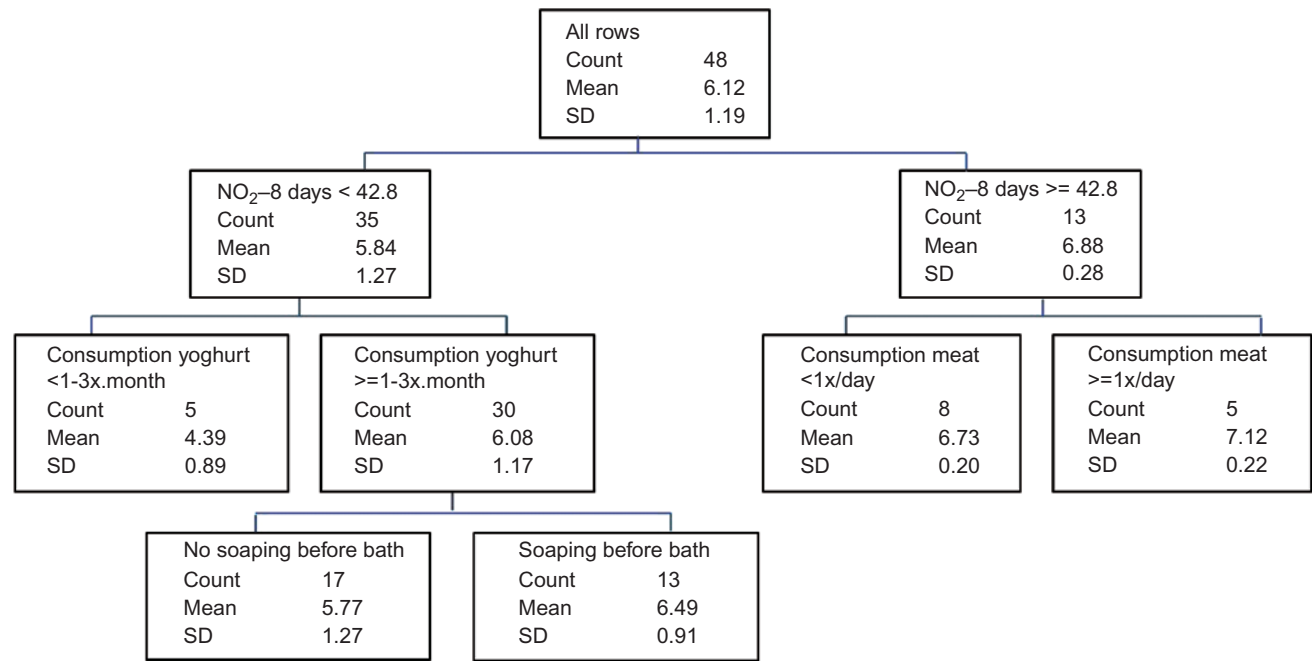 All rows
Count 48
Mean 6.12
SD 1.19
NO₂–8 days < 42.8
Count 35
Mean 5.84
SD 1.27
NO₂–8 days >= 42.8
Count 13
Mean 6.88
SD 0.28
Consumption yoghurt
<1-3x.month
Count 5
Mean 4.39
SD 0.89
Consumption yoghurt
>=1-3x.month
Count 30
Mean 6.08
SD 1.17
Consumption meat
<1x/day
Count 8
Mean 6.73
SD 0.20
Consumption meat
>=1x/day
Count 5
Mean 7.12
SD 0.22
No soaping before bath
Count 17
Mean 5.77
SD 1.27
Soaping before bath
Count 13
Mean 6.49
SD 0.91